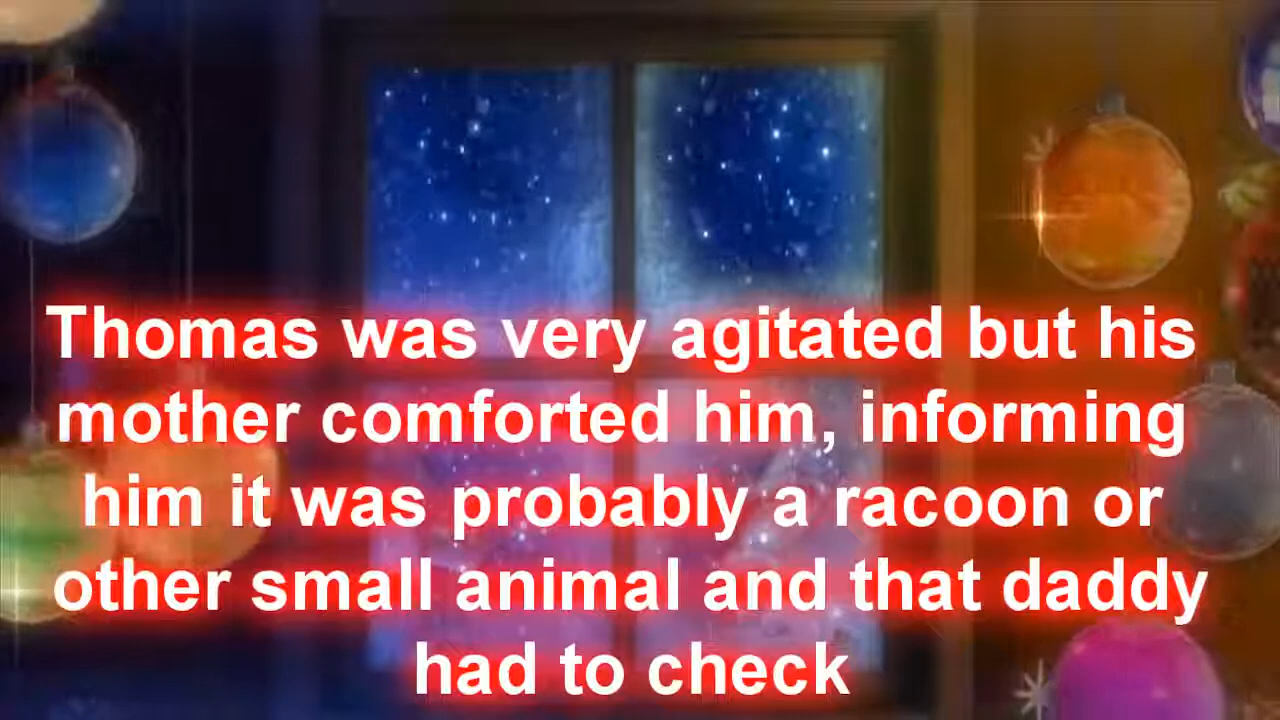 Thomas was very agitated but his
mother comforted him, informing
him it was probably a racoon or
other small animal and that daddy
had to check